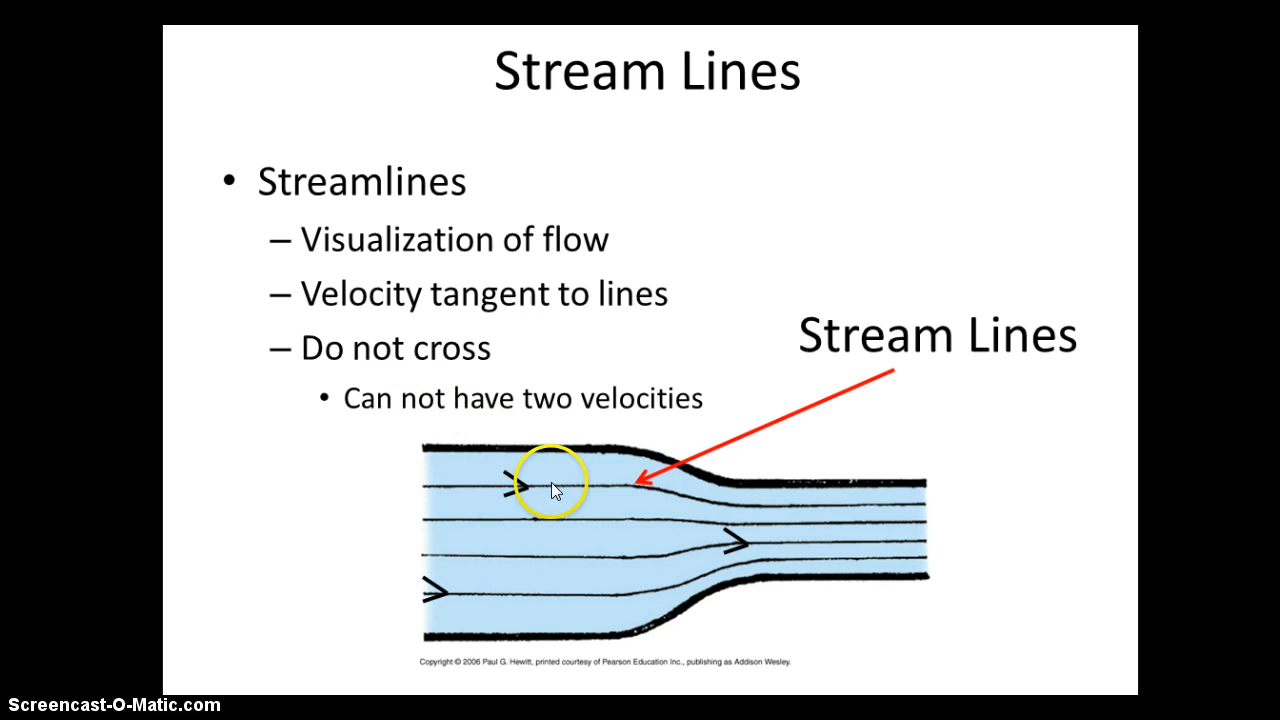 Stream Lines
• Streamlines
– Visualization of flow
– Velocity tangent to lines
– Do not cross
• Can not have two velocities
Stream Lines
Copyright © 2006 Paul G. Hewitt, printed courtesy of Pearson Education Inc., publishing as Addison Wesley.
Screencast-O-Matic.com